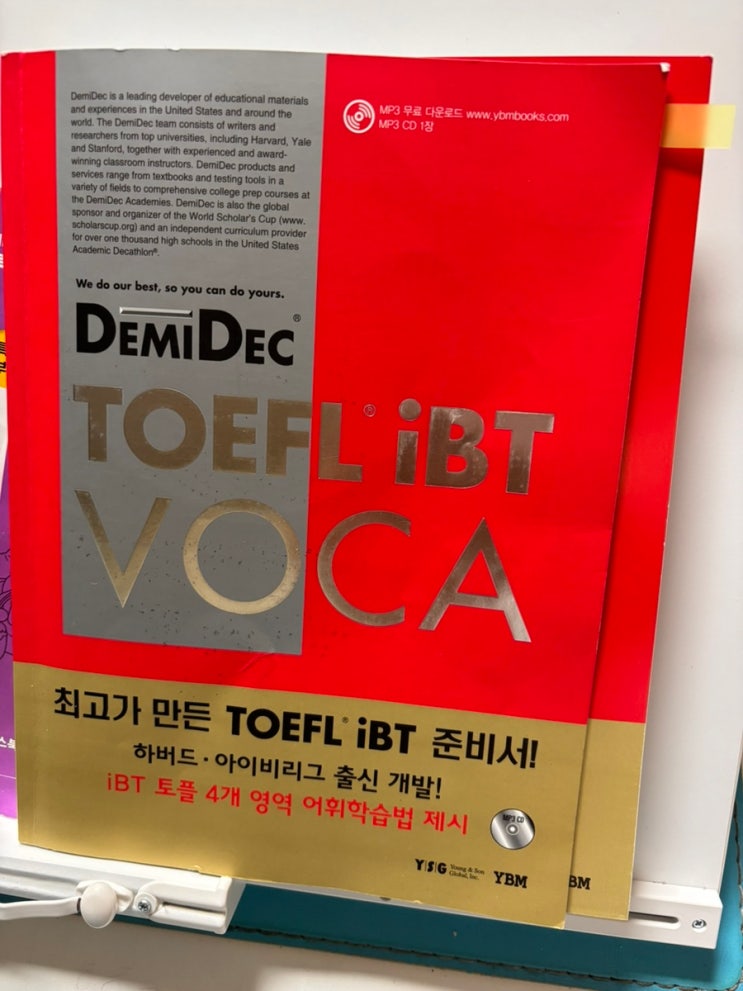 DemiDec is a leading developer of educational materials
and experiences in the United States and around the
world. The DemiDec team consists of writers and
researchers from top universities, including Harvard, Yale
and Stanford, together with experienced and award-
winning classroom instructors. DemiDec products and
services range from textbooks and testing tools in a
variety of fields to comprehensive college prep courses at
the DemiDec Academies. DemiDec is also the global
sponsor and organizer of the World Scholar's Cup (www.
scholarscup.org) and an independent curriculum provider
for over one thousand high schools in the United States
Academic Decathlon®.
MP3 무료 다운로드 www.ybmbooks.com
MP3 CD 1장
We do our best, so you can do yours.
DEMIDEC®
TOEFL® iBT
VOCA
최고가 만든 TOEFL® iBT 준비서!
하버드·아이비리그 출신 개발!
iBT 토플 4개 영역 어휘학습법 제시
MP3 CD
YSG Young & Son
Global, Inc.
YBM
BM